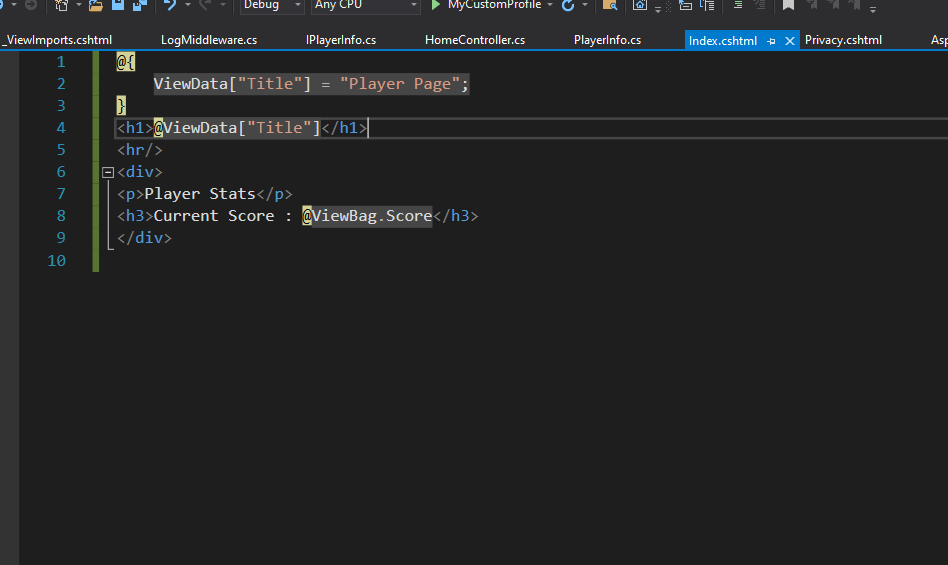 Debug Any CPU MyCustomProfile
_ViewImports.cshtml LogMiddleware.cs IPlayerInfo.cs HomeController.cs PlayerInfo.cs Index.cshtml Privacy.cshtml Asp
1 @{
2 ViewData["Title"] = "Player Page";
3 }
4 <h1>@ViewData["Title"]</h1>
5 <hr/>
6 <div>
7 <p>Player Stats</p>
8 <h3>Current Score : @ViewBag.Score</h3>
9 </div>
10